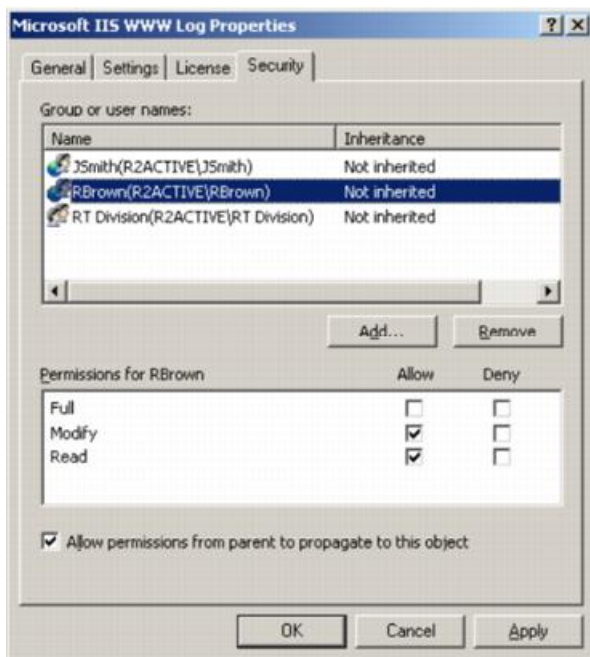 Microsoft IIS WWW Log Properties
General Settings License Security
Group or user names:
Name Inheritance
JSmith(R2ACTIVE\JSmith) Not inherited
RBrown(R2ACTIVE\RBrown) Not inherited
RT Division(R2ACTIVE\RT Division) Not inherited
Add... Remove
Permissions for RBrown Allow Deny
Full
Modify
Read
Allow permissions from parent to propagate to this object
OK Cancel Apply